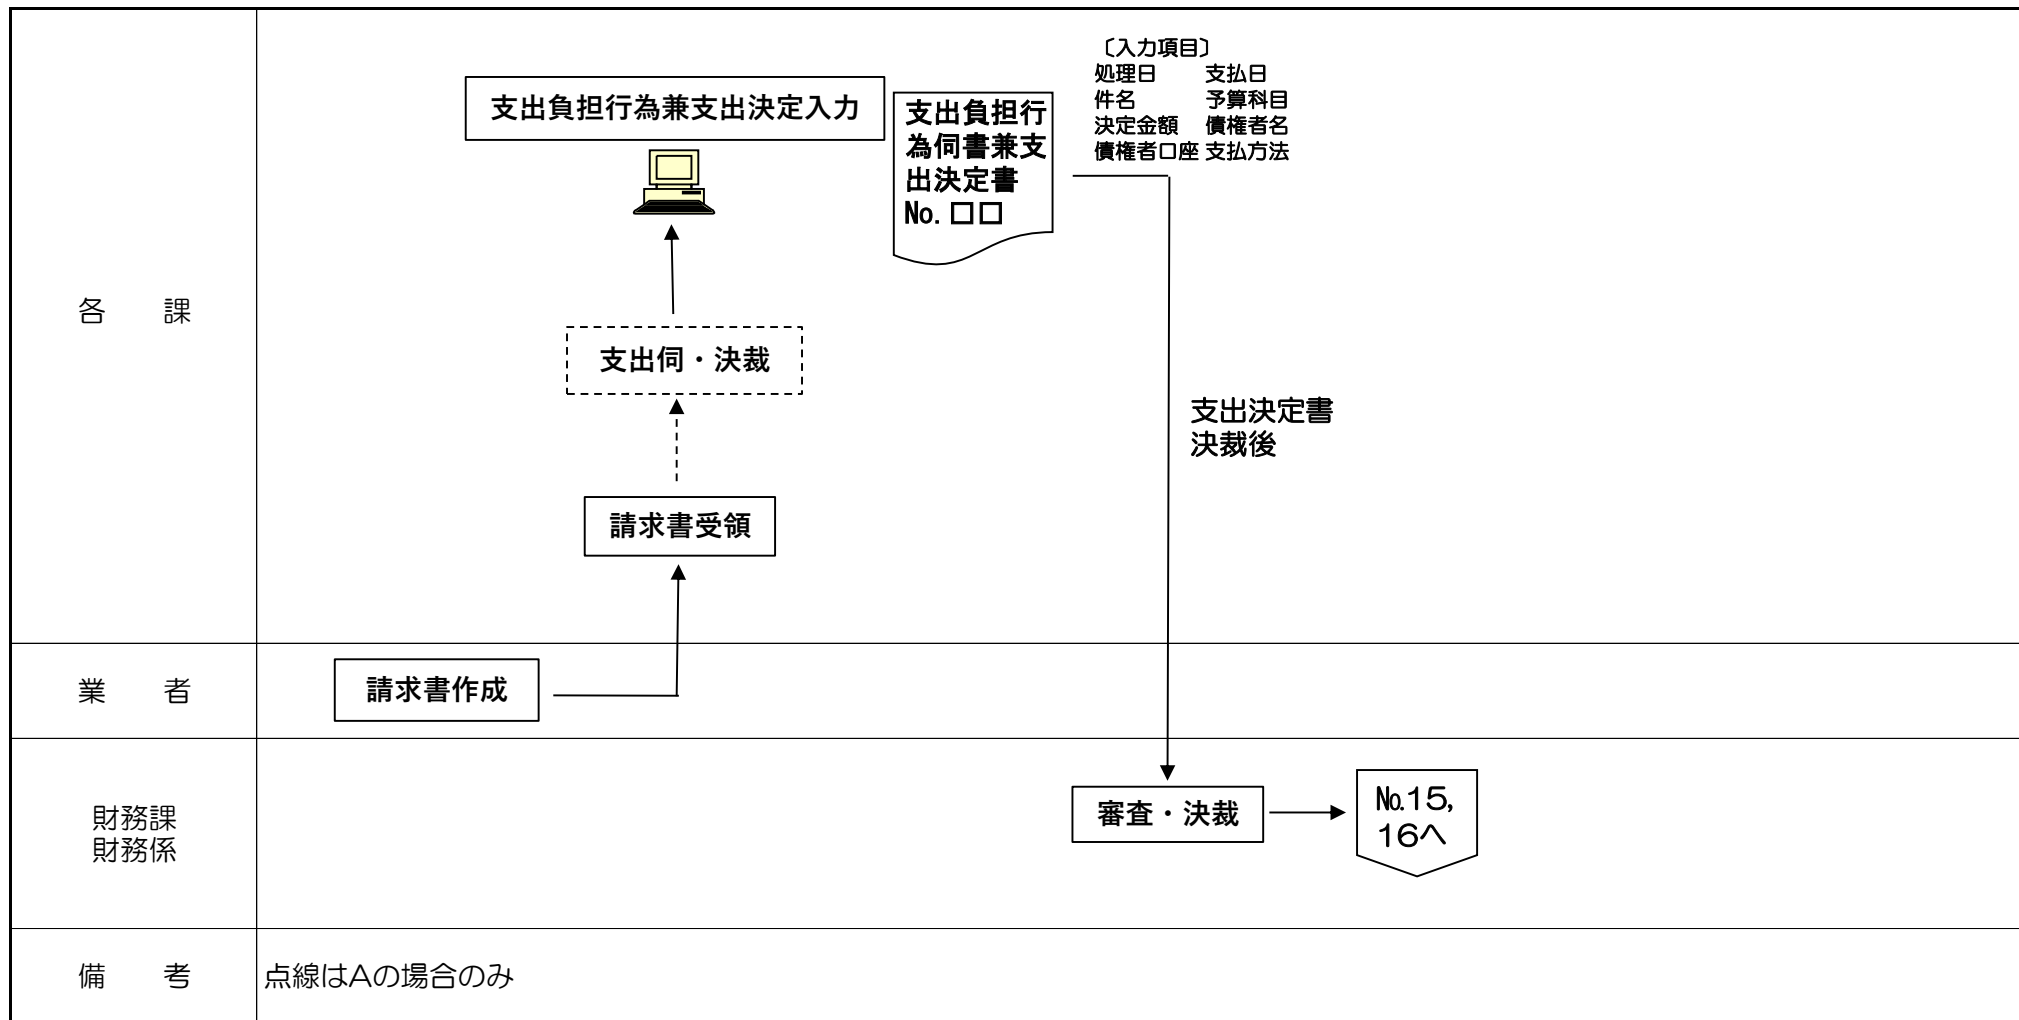 各　課
支出負担行為兼支出決定入力
支出負担行
為伺書兼支
出決定書
No.□□
〔入力項目〕
処理日　支払日
件名　予算科目
決定金額　債権者名
債権者口座 支払方法
支出伺・決裁
請求書受領
支出決定書
決裁後
業　者
請求書作成
財務課
財務係
審査・決裁
№15,
16へ
備　考
点線はAの場合のみ